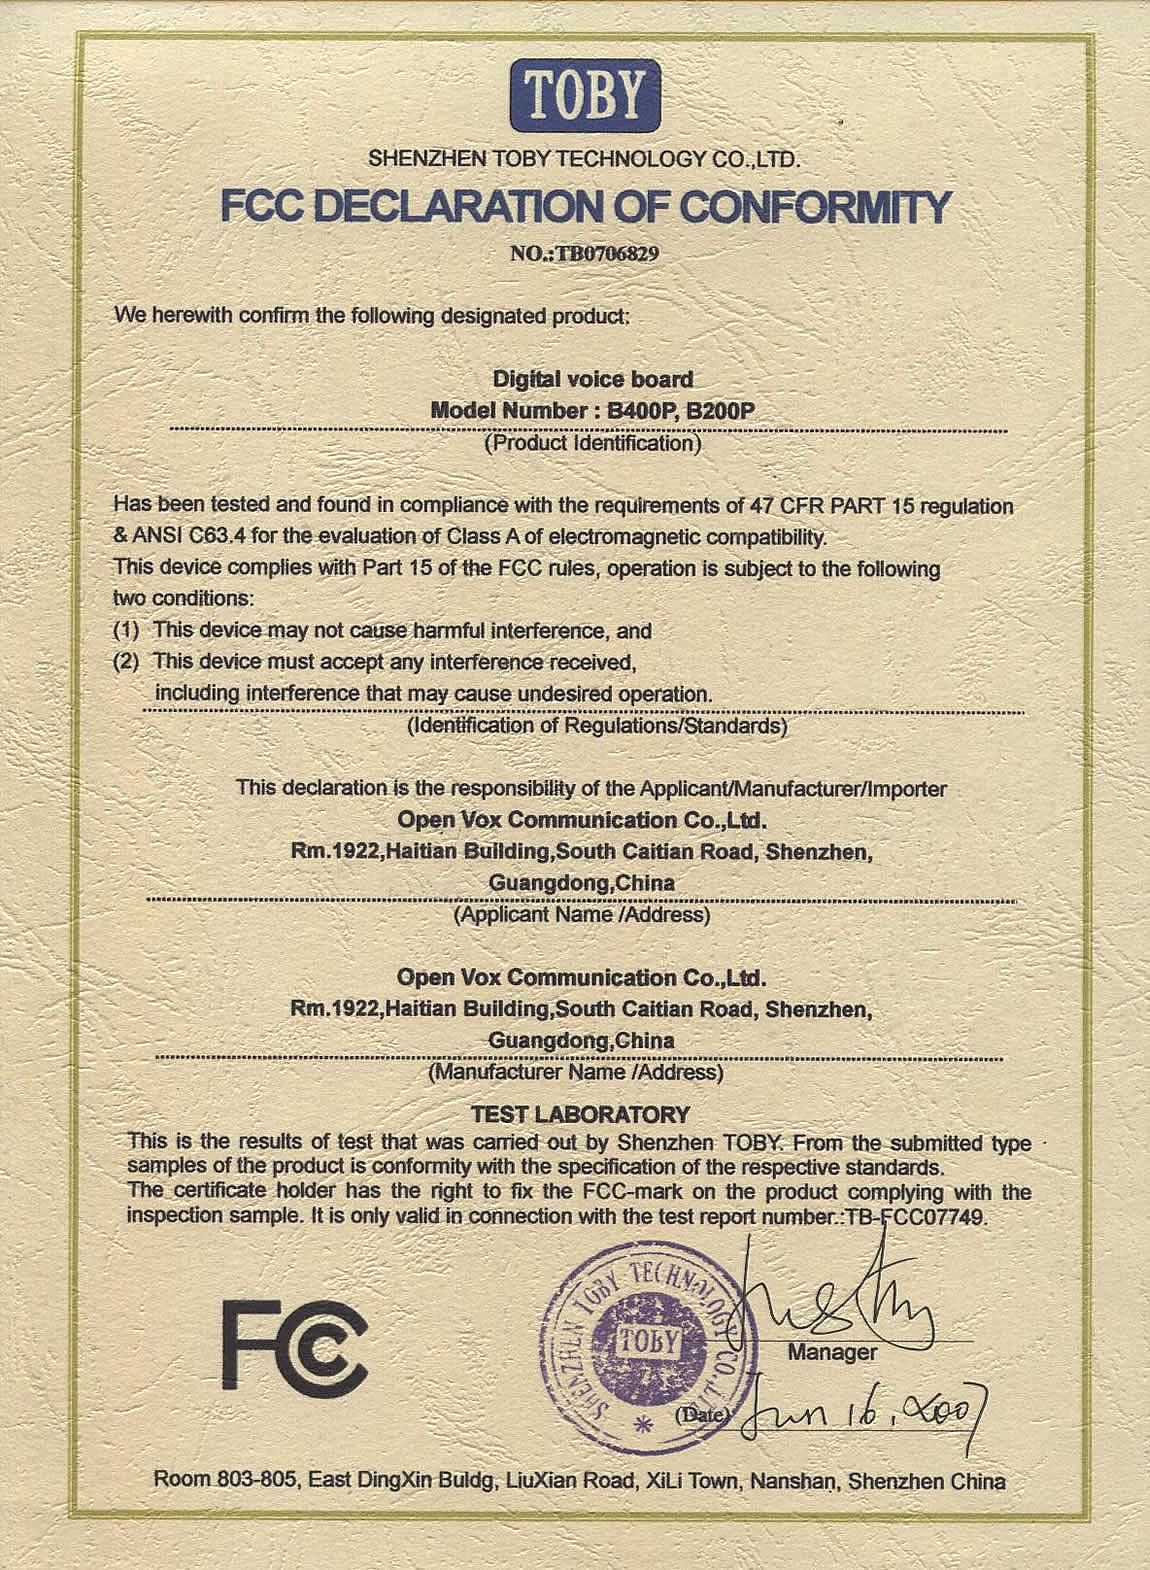 TOBY
SHENZHEN TOBY TECHNOLOGY CO.,LTD.
FCC DECLARATION OF CONFORMITY
NO.:TB0706829
We herewith confirm the following designated product:
Digital voice board
Model Number : B400P, B200P
(Product Identification)
Has been tested and found in compliance with the requirements of 47 CFR PART 15 regulation
& ANSI C63.4 for the evaluation of Class A of electromagnetic compatibility.
This device complies with Part 15 of the FCC rules, operation is subject to the following
two conditions:
(1) This device may not cause harmful interference, and
(2) This device must accept any interference received,
including interference that may cause undesired operation.
(Identification of Regulations/Standards)
This declaration is the responsibility of the Applicant/Manufacturer/Importer
Open Vox Communication Co.,Ltd.
Rm.1922,Haitian Building,South Caitian Road, Shenzhen,
Guangdong,China
(Applicant Name /Address)
Open Vox Communication Co.,Ltd.
Rm.1922,Haitian Building,South Caitian Road, Shenzhen,
Guangdong,China
(Manufacturer Name /Address)
TEST LABORATORY
This is the results of test that was carried out by Shenzhen TOBY. From the submitted type
samples of the product is conformity with the specification of the respective standards.
The certificate holder has the right to fix the FCC-mark on the product complying with the
inspection sample. It is only valid in connection with the test report number.:TB-FCC07749.
FCC
SHENZHEN TOBY TECHNOLOGY CO.,LTD
TOBY
Manager
(Date) Jun 16, 2007
Room 803-805, East DingXin Buldg, LiuXian Road, XiLi Town, Nanshan, Shenzhen China